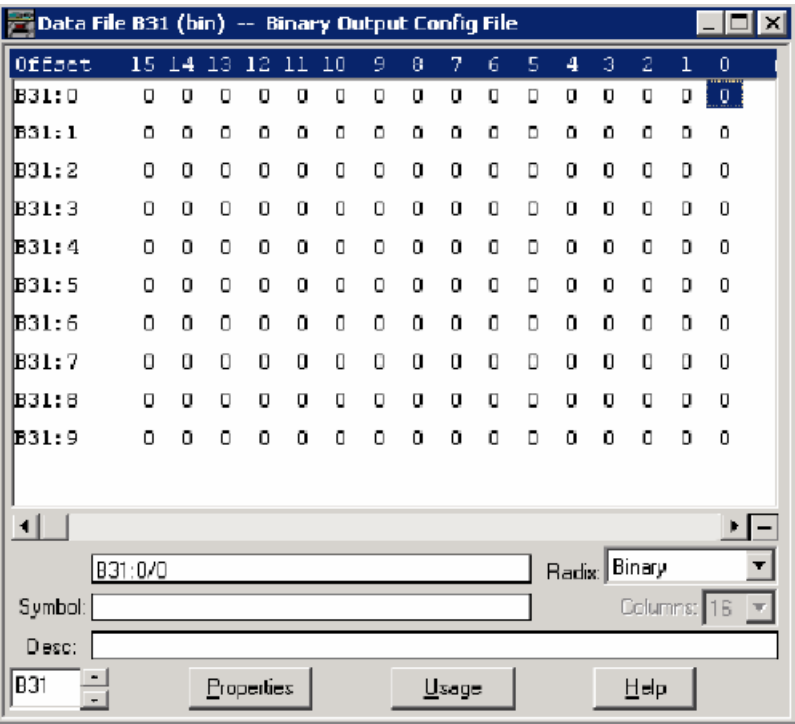 Data File B31 (bin) -- Binary Output Config File
Offset 15 14 13 12 11 10 9 8 7 6 5 4 3 2 1 0
B31:0 0 0 0 0 0 0 0 0 0 0 0 0 0 0 0 0
B31:1 0 0 0 0 0 0 0 0 0 0 0 0 0 0 0 0
B31:2 0 0 0 0 0 0 0 0 0 0 0 0 0 0 0 0
B31:3 0 0 0 0 0 0 0 0 0 0 0 0 0 0 0 0
B31:4 0 0 0 0 0 0 0 0 0 0 0 0 0 0 0 0
B31:5 0 0 0 0 0 0 0 0 0 0 0 0 0 0 0 0
B31:6 0 0 0 0 0 0 0 0 0 0 0 0 0 0 0 0
B31:7 0 0 0 0 0 0 0 0 0 0 0 0 0 0 0 0
B31:8 0 0 0 0 0 0 0 0 0 0 0 0 0 0 0 0
B31:9 0 0 0 0 0 0 0 0 0 0 0 0 0 0 0 0
B31:0/0 Radix: Binary
Symbol: Columns: 16
Desc:
B31 Properties Usage Help